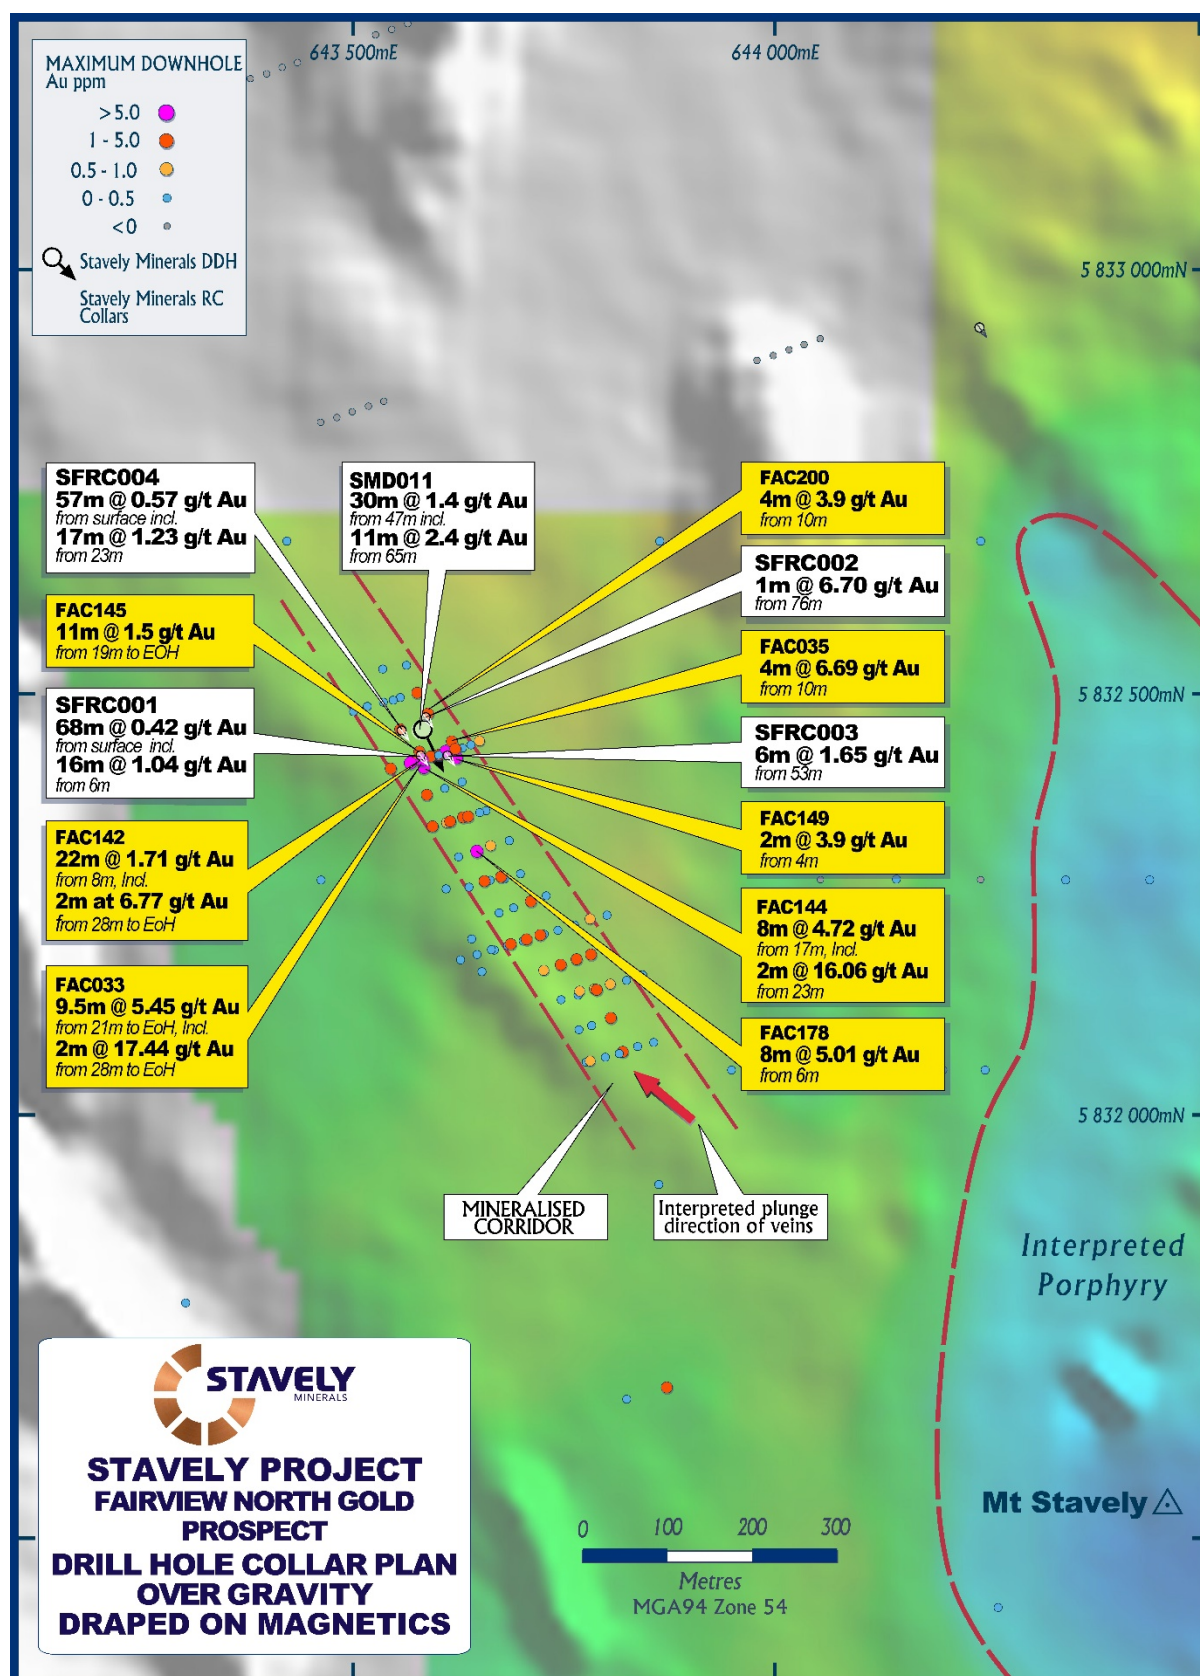 643 500mE
644 000mE
MAXIMUM DOWNHOLE
Au ppm
>5.0
1 - 5.0
0.5 - 1.0
0 - 0.5
<0
Stavely Minerals DDH
Stavely Minerals RC
Collars
5 833 000mN
SFRC004
57m @ 0.57 g/t Au
from surface incl.
17m @ 1.23 g/t Au
from 23m
SMD011
30m @ 1.4 g/t Au
from 47m incl.
11m @ 2.4 g/t Au
from 65m
FAC200
4m @ 3.9 g/t Au
from 10m
SFRC002
1m @ 6.70 g/t Au
from 76m
FAC145
11m @ 1.5 g/t Au
from 19m to EOH
FAC035
4m @ 6.69 g/t Au
from 10m
5 832 500mN
SFRC001
68m @ 0.42 g/t Au
from surface incl.
16m @ 1.04 g/t Au
from 6m
SFRC003
6m @ 1.65 g/t Au
from 53m
FAC142
22m @ 1.71 g/t Au
from 8m, Incl.
2m at 6.77 g/t Au
from 28m to EoH
FAC149
2m @ 3.9 g/t Au
from 4m
FAC144
8m @ 4.72 g/t Au
from 17m, Incl.
2m @ 16.06 g/t Au
from 23m
FAC033
9.5m @ 5.45 g/t Au
from 21m to EoH, Incl.
2m @ 17.44 g/t Au
from 28m to EoH
FAC178
8m @ 5.01 g/t Au
from 6m
5 832 000mN
MINERALISED
CORRIDOR
Interpreted plunge
direction of veins
Interpreted
Porphyry
STAVELY
MINERALS
STAVELY PROJECT
FAIRVIEW NORTH GOLD
PROSPECT
DRILL HOLE COLLAR PLAN
OVER GRAVITY
DRAPED ON MAGNETICS
Mt Stavely
0 100 200 300
Metres
MGA94 Zone 54